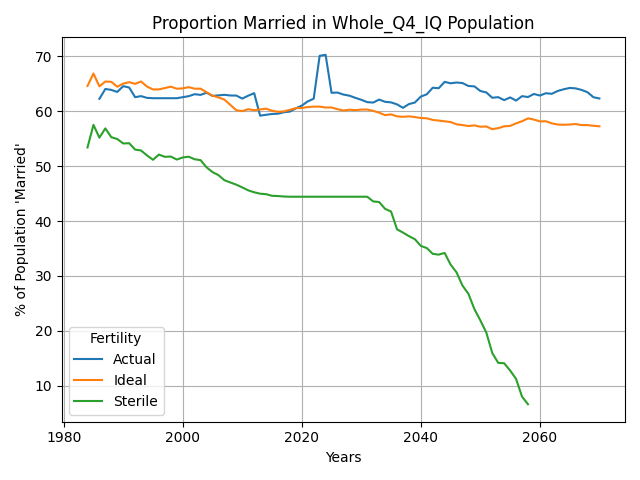 Proportion Married in Whole_Q4_IQ Population
% of Population 'Married'
70
60
50
40
30
20
10
Fertility
Actual
Ideal
Sterile
1980 2000 2020 2040 2060
Years